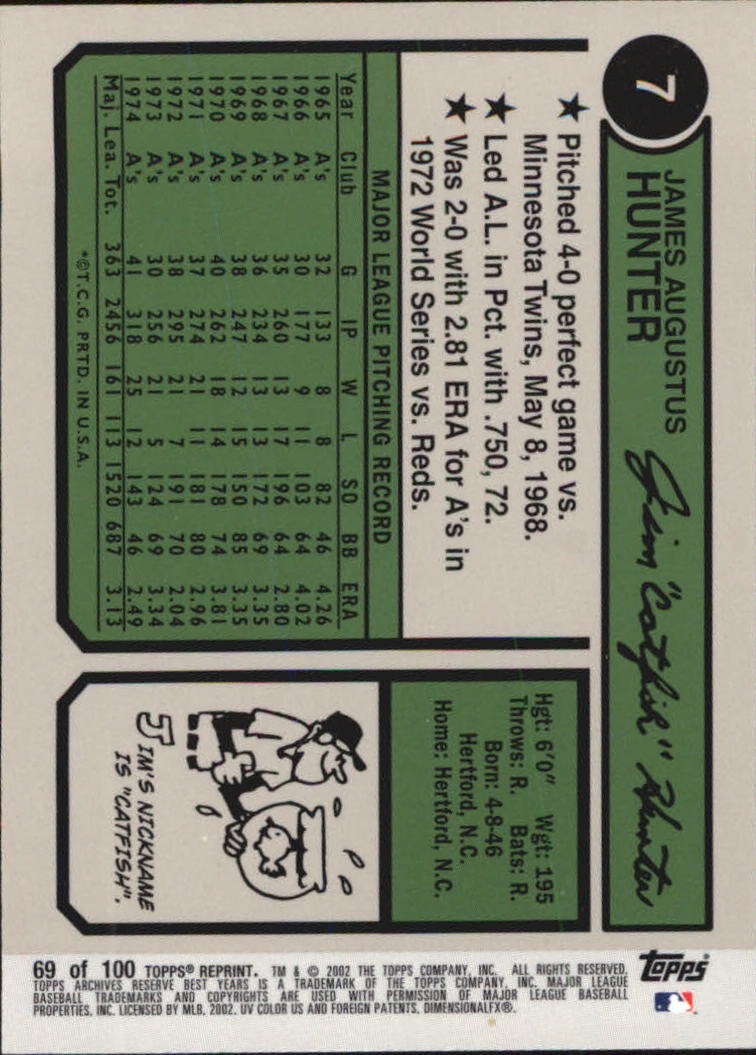 7
JAMES AUGUSTUS
HUNTER
Jim "Catfish" Hunter
★ Pitched 4-0 perfect game vs.
Minnesota Twins, May 8, 1968.
★ Led A.L. in Pct. with .750, 72.
★ Was 2-0 with 2.81 ERA for A's in
1972 World Series vs. Reds.
MAJOR LEAGUE PITCHING RECORD
Year Club G IP W L SO BB ERA
1965 A's 32 133 8 8 82 46 4.26
1966 A's 30 177 9 11 103 64 4.02
1967 A's 35 260 13 17 196 64 2.80
1968 A's 36 234 13 13 172 69 3.35
1969 A's 38 247 12 15 150 85 3.35
1970 A's 40 262 18 14 178 74 3.81
1971 A's 37 274 21 11 181 80 2.96
1972 A's 38 295 21 7 191 70 2.04
1973 A's 30 256 21 5 124 69 3.34
1974 A's 41 318 25 12 143 46 2.49
Maj. Lea. Tot. 363 2456 161 113 1520 687 3.13
*©T.C.G. PRTD. IN U.S.A.
Hgt: 6'0" Wgt: 195
Throws: R. Bats: R.
Born: 4-8-46
Hertford, N.C.
Home: Hertford, N.C.
JIM'S NICKNAME
IS "CATFISH".
topps
69 of 100 TOPPS® REPRINT. TM & © 2002 THE TOPPS COMPANY, INC. ALL RIGHTS RESERVED.
TOPPS ARCHIVES RESERVE BEST YEARS IS A TRADEMARK OF THE TOPPS COMPANY, INC. MAJOR LEAGUE
BASEBALL TRADEMARKS AND COPYRIGHTS ARE USED WITH PERMISSION OF MAJOR LEAGUE BASEBALL
PROPERTIES, INC. LICENSED BY MLB, 2002. UV COLOR US AND FOREIGN PATENTS. DIMENSIONALFX®.